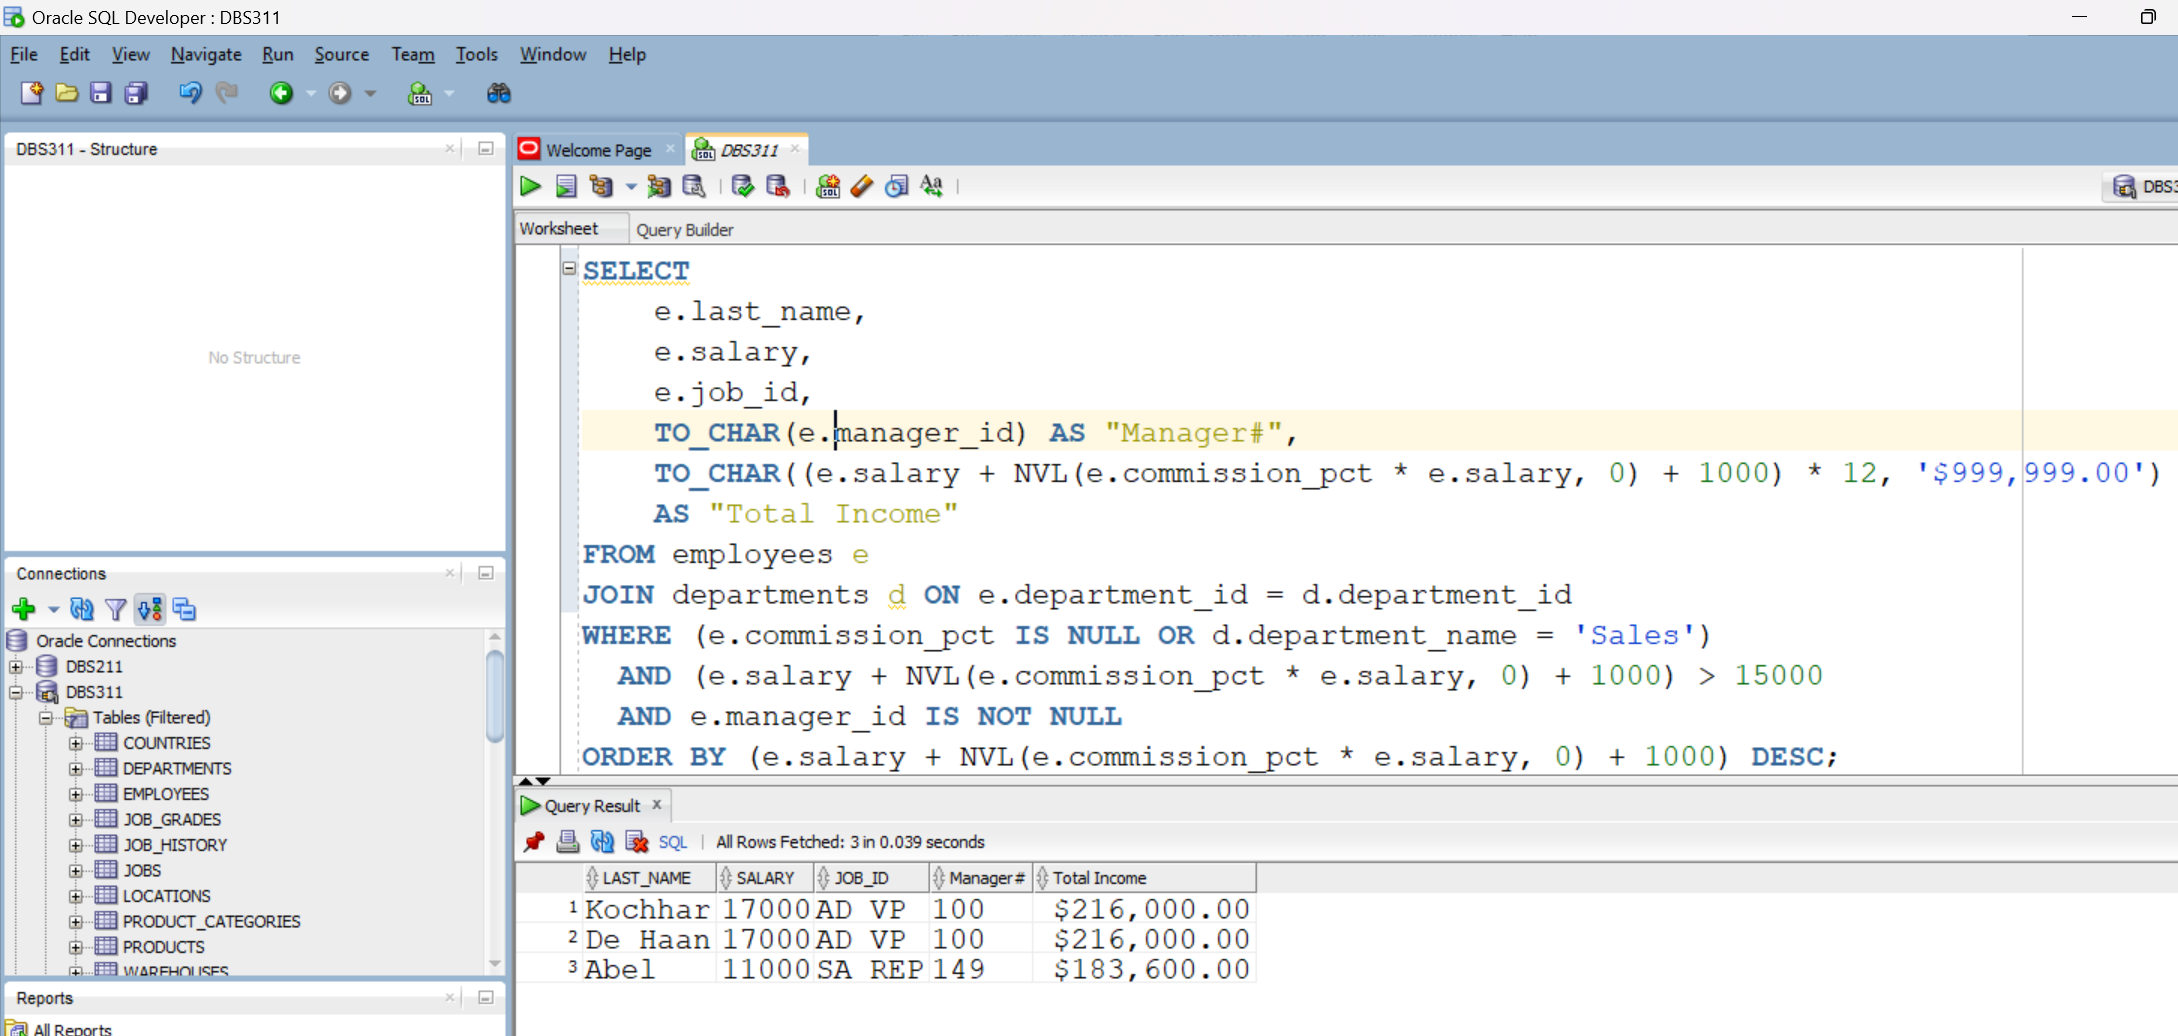 Oracle SQL Developer : DBS311
File Edit View Navigate Run Source Team Tools Window Help
DBS311 - Structure
No Structure
Connections
Oracle Connections
DBS211
DBS311
Tables (Filtered)
COUNTRIES
DEPARTMENTS
EMPLOYEES
JOB_GRADES
JOB_HISTORY
JOBS
LOCATIONS
PRODUCT_CATEGORIES
PRODUCTS
WAREHOUSES
Reports
All Reports
Welcome Page
DBS311
DBS3
Worksheet Query Builder
SELECT
e.last_name,
e.salary,
e.job_id,
TO_CHAR(e.manager_id) AS "Manager#",
TO_CHAR((e.salary + NVL(e.commission_pct * e.salary, 0) + 1000) * 12, '$999,999.00')
AS "Total Income"
FROM employees e
JOIN departments d ON e.department_id = d.department_id
WHERE (e.commission_pct IS NULL OR d.department_name = 'Sales')
AND (e.salary + NVL(e.commission_pct * e.salary, 0) + 1000) > 15000
AND e.manager_id IS NOT NULL
ORDER BY (e.salary + NVL(e.commission_pct * e.salary, 0) + 1000) DESC;
Query Result
SQL | All Rows Fetched: 3 in 0.039 seconds
LAST_NAME SALARY JOB_ID Manager# Total Income
1 Kochhar 17000 AD_VP 100 $216,000.00
2 De Haan 17000 AD_VP 100 $216,000.00
3 Abel 11000 SA_REP 149 $183,600.00